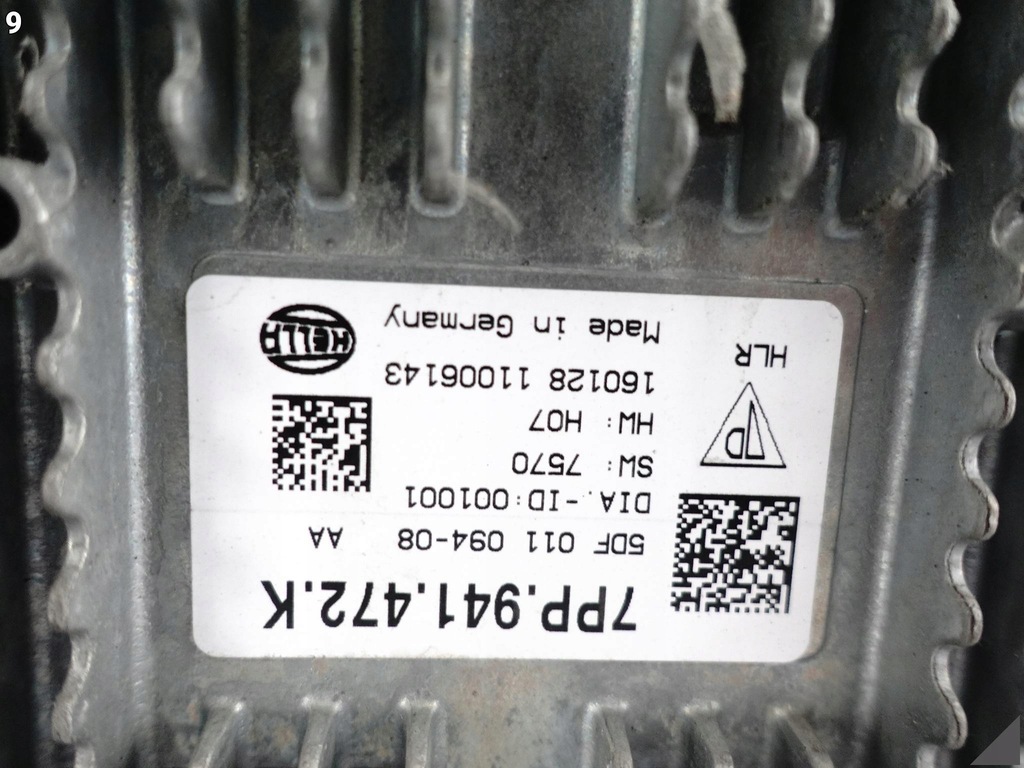 9
7PP.941.472.K
5DF 011 094-08 AA
DIA.-ID:001001
SW: 7570
HW: H07
160128 11006143
Made in Germany
HLR
HELLA